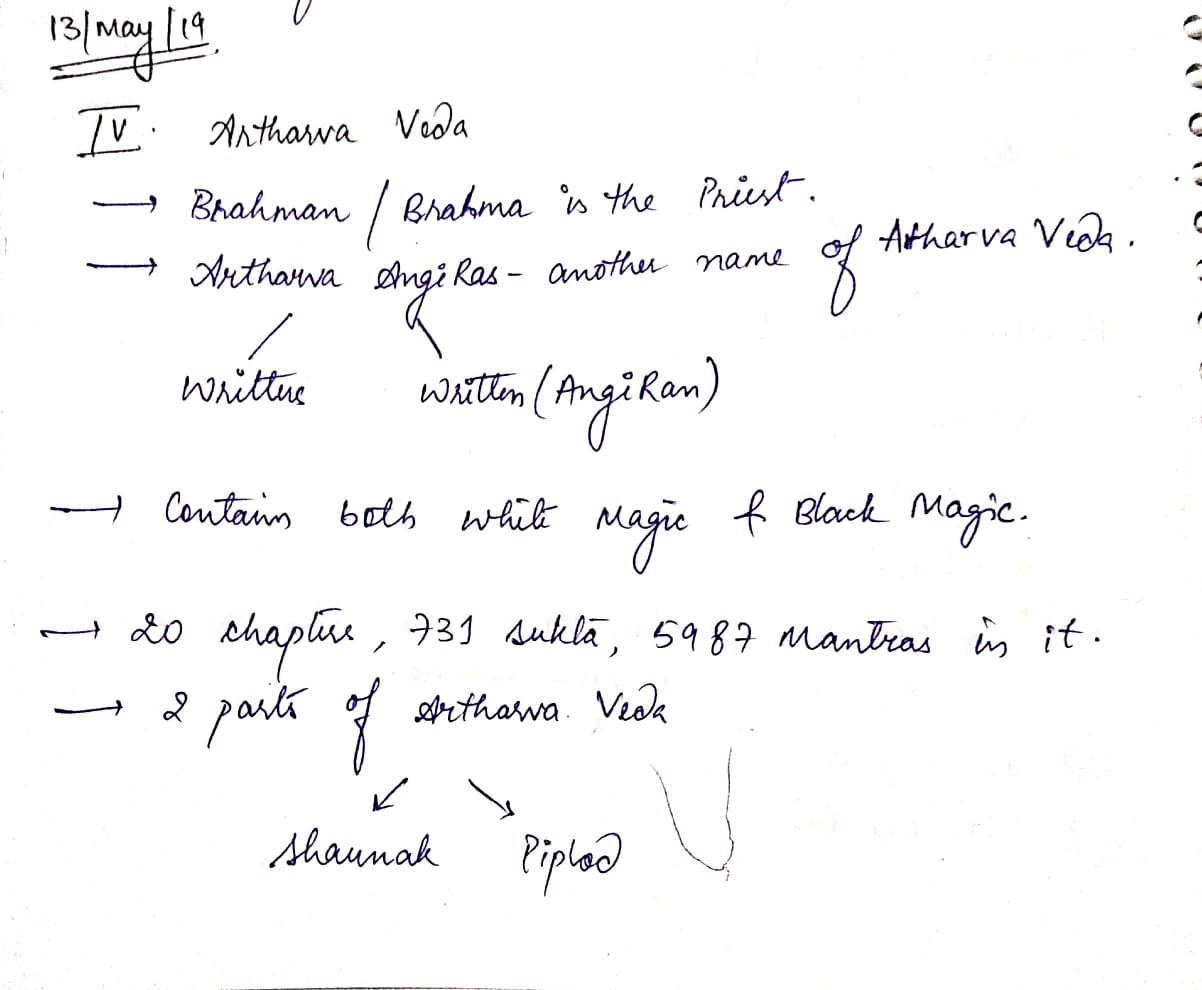 13/May/19
IV. Artharva Veda
→ Brahman / Brahma is the Priest.
→ Artharva AngiRas - another name of Atharva Veda.
Written Written (AngiRan)
→ Contains both white Magic & Black Magic.
→ 20 chapters, 731 sukta, 5987 Mantras in it.
→ 2 parts of Artharva Veda
Shaunak Piplad